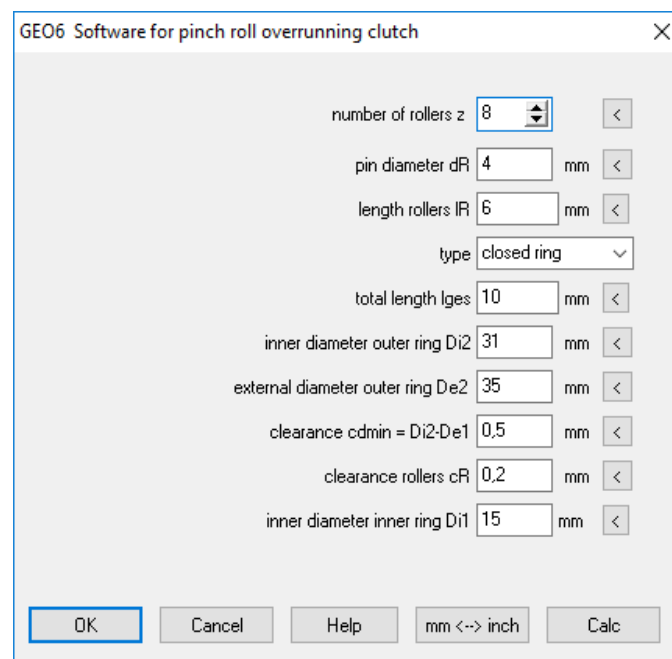 GEO6 Software for pinch roll overrunning clutch
number of rollers z 8 <
pin diameter dR 4 mm <
length rollers lR 6 mm <
type closed ring
total length lges 10 mm <
inner diameter outer ring Di2 31 mm <
external diameter outer ring De2 35 mm <
clearance cdmin = Di2-De1 0,5 mm <
clearance rollers cR 0,2 mm <
inner diameter inner ring Di1 15 mm <
OK Cancel Help mm <--> inch Calc